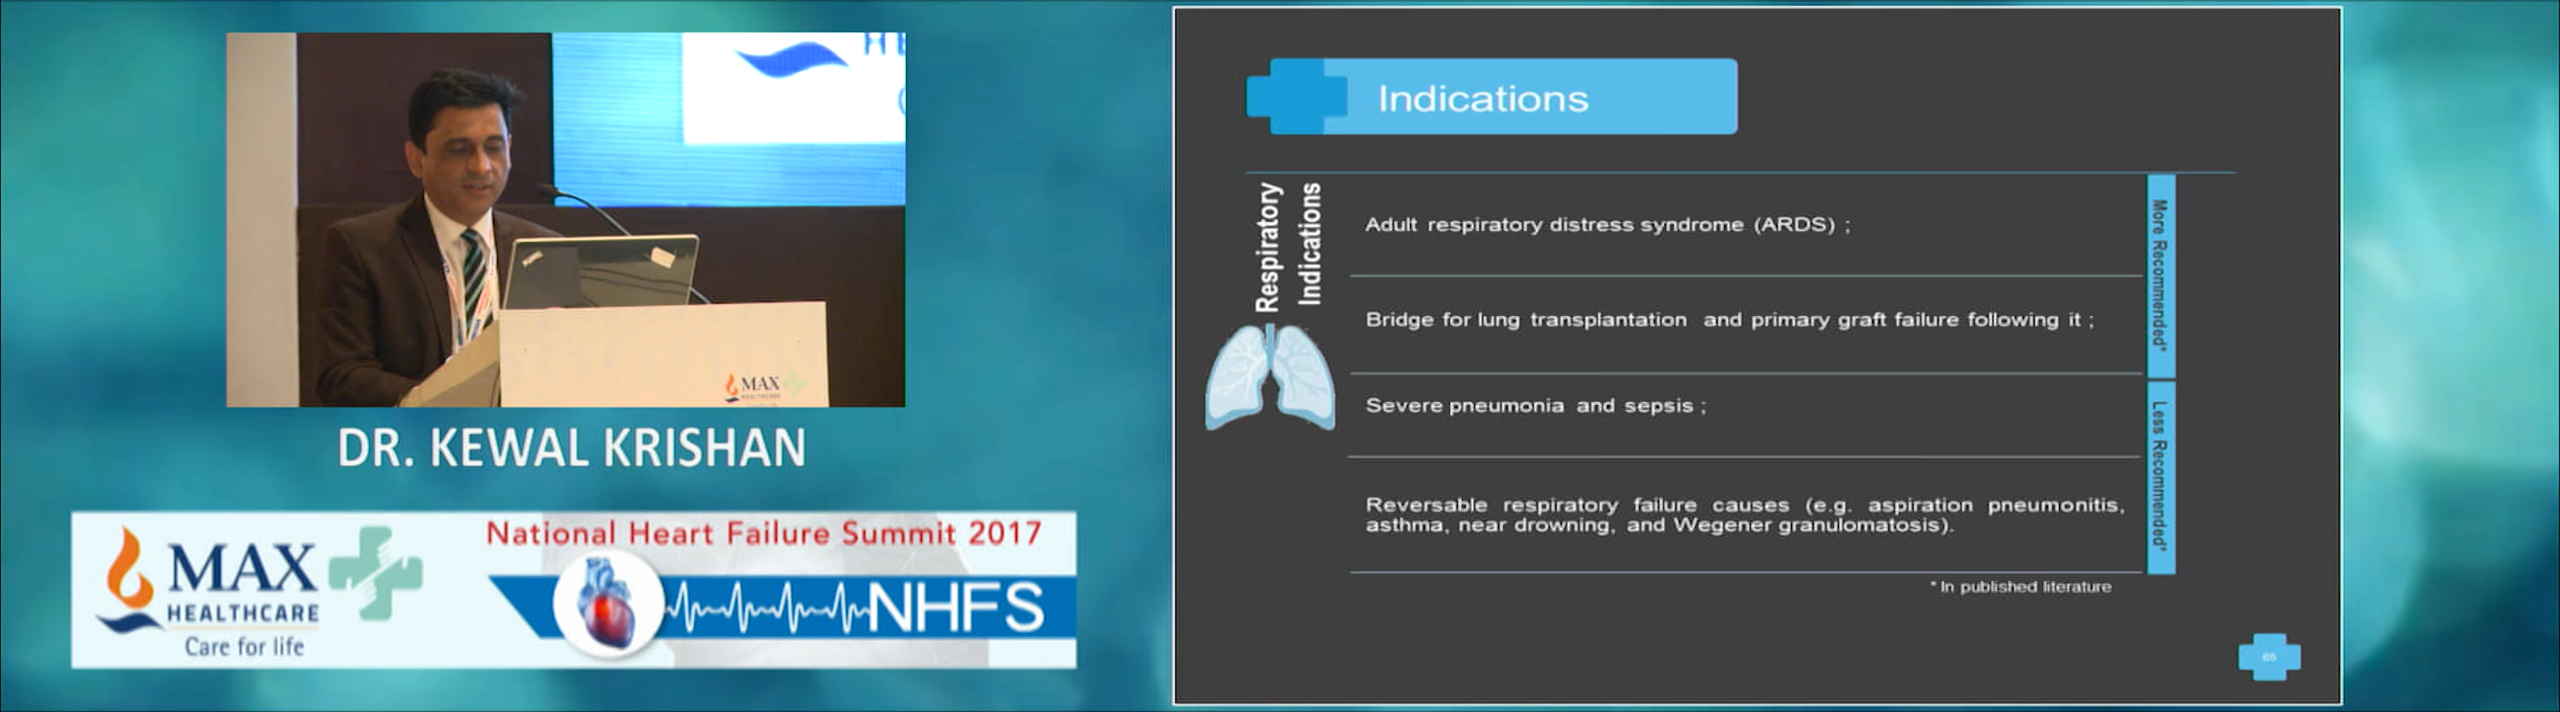 MAX
HEALTHCARE
DR. KEWAL KRISHAN
MAX
HEALTHCARE
Care for life
National Heart Failure Summit 2017
NHFS
Indications
Respiratory
Indications
Adult respiratory distress syndrome (ARDS) ;
Bridge for lung transplantation and primary graft failure following it ;
Severe pneumonia and sepsis ;
Reversable respiratory failure causes (e.g. aspiration pneumonitis,
asthma, near drowning, and Wegener granulomatosis).
More Recommended*
Less Recommended*
* In published literature
65